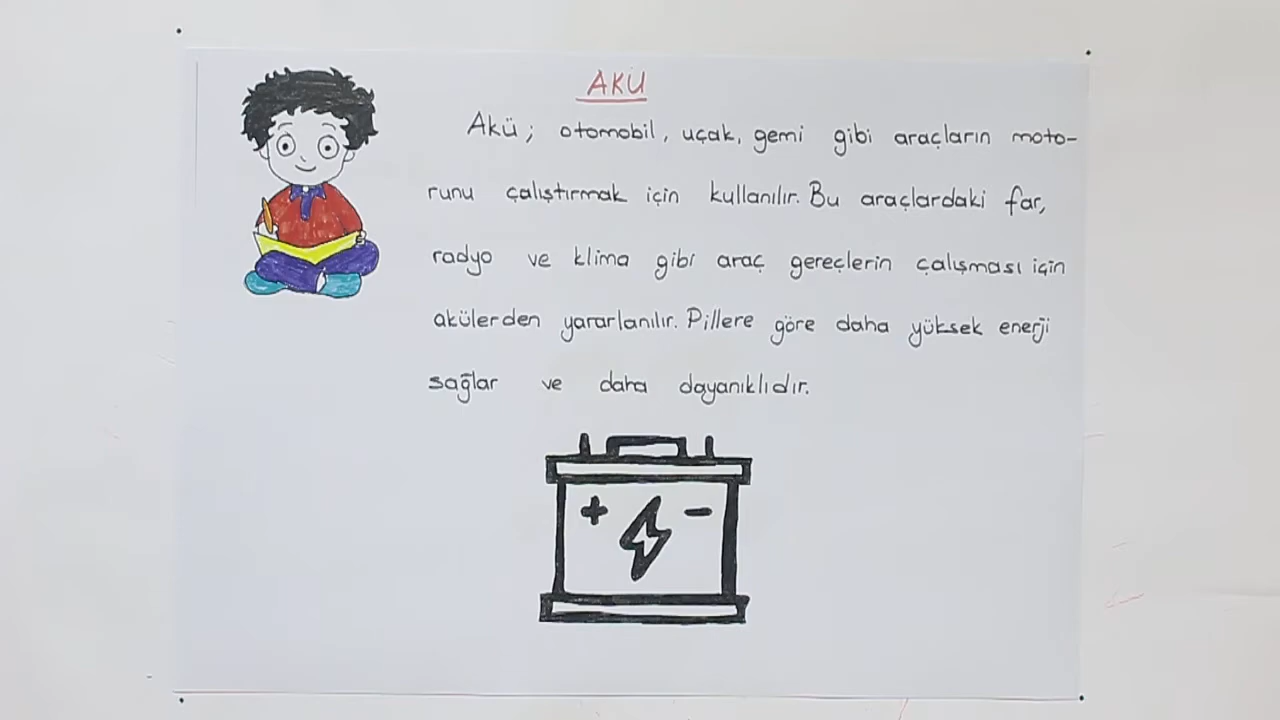 AKÜ
Akü; otomobil, uçak, gemi gibi araçların moto-
runu çalıştırmak için kullanılır. Bu araçlardaki far,
radyo ve klima gibi araç gereçlerin çalışması için
akülerden yararlanılır. Pillere göre daha yüksek enerji
sağlar ve daha dayanıklıdır.
+ -